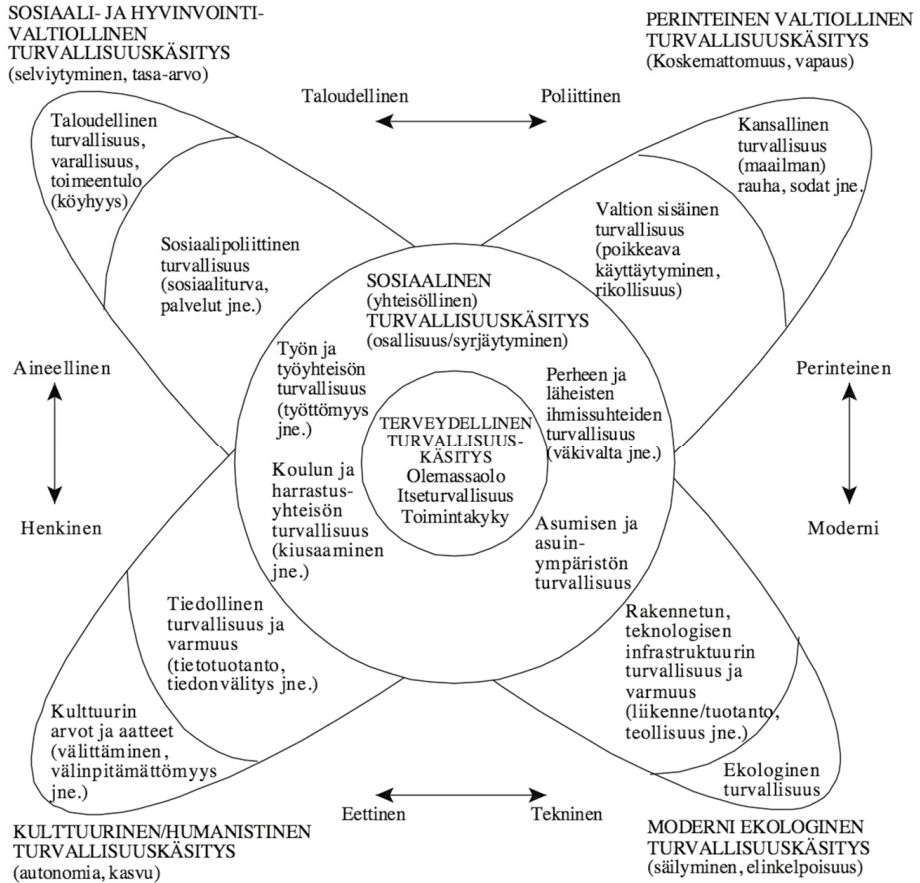 SOSIAALI- JA HYVINVOINTI-
VALTIOLLINEN
TURVALLISUUSKÄSITYS
(selviytyminen, tasa-arvo)
PERINTEINEN VALTIOLLINEN
TURVALLISUUSKÄSITYS
(Koskemattomuus, vapaus)
Taloudellinen
Poliittinen
Taloudellinen
turvallisuus,
varallisuus,
toimeentulo
(köyhyys)
Kansallinen
turvallisuus
(maailman)
rauha, sodat jne.
Sosiaalipoliittinen
turvallisuus
(sosiaaliturva,
palvelut jne.)
Valtion sisäinen
turvallisuus
(poikkeava
käyttäytyminen,
rikollisuus)
SOSIAALINEN
(yhteisöllinen)
TURVALLISUUSKÄSITYS
(osallisuus/syrjäytyminen)
Aineellinen
Henkinen
Perinteinen
Moderni
Työn ja
työyhteisön
turvallisuus
(työttömyys
jne.)
Perheen ja
läheisten
ihmissuhteiden
turvallisuus
(väkivalta jne.)
TERVEYDELLINEN
TURVALLISUUS-
KÄSITYS
Olemassaolo
Itseturvallisuus
Toimintakyky
Koulun ja
harrastus-
yhteisön
turvallisuus
(kiusaaminen
jne.)
Asumisen ja
asuin-
ympäristön
turvallisuus
Tiedollinen
turvallisuus ja
varmuus
(tietotuotanto,
tiedonvälitys jne.)
Rakennetun,
teknologisen
infrastruktuurin
turvallisuus ja
varmuus
(liikenne/tuotanto,
teollisuus jne.)
Kulttuurin
arvot ja aatteet
(välittäminen,
välinpitämättömyys
jne.)
Ekologinen
turvallisuus
Eettinen
Tekninen
KULTTUURINEN/HUMANISTINEN
TURVALLISUUSKÄSITYS
(autonomia, kasvu)
MODERNI EKOLOGINEN
TURVALLISUUSKÄSITYS
(säilyminen, elinkelpoisuus)